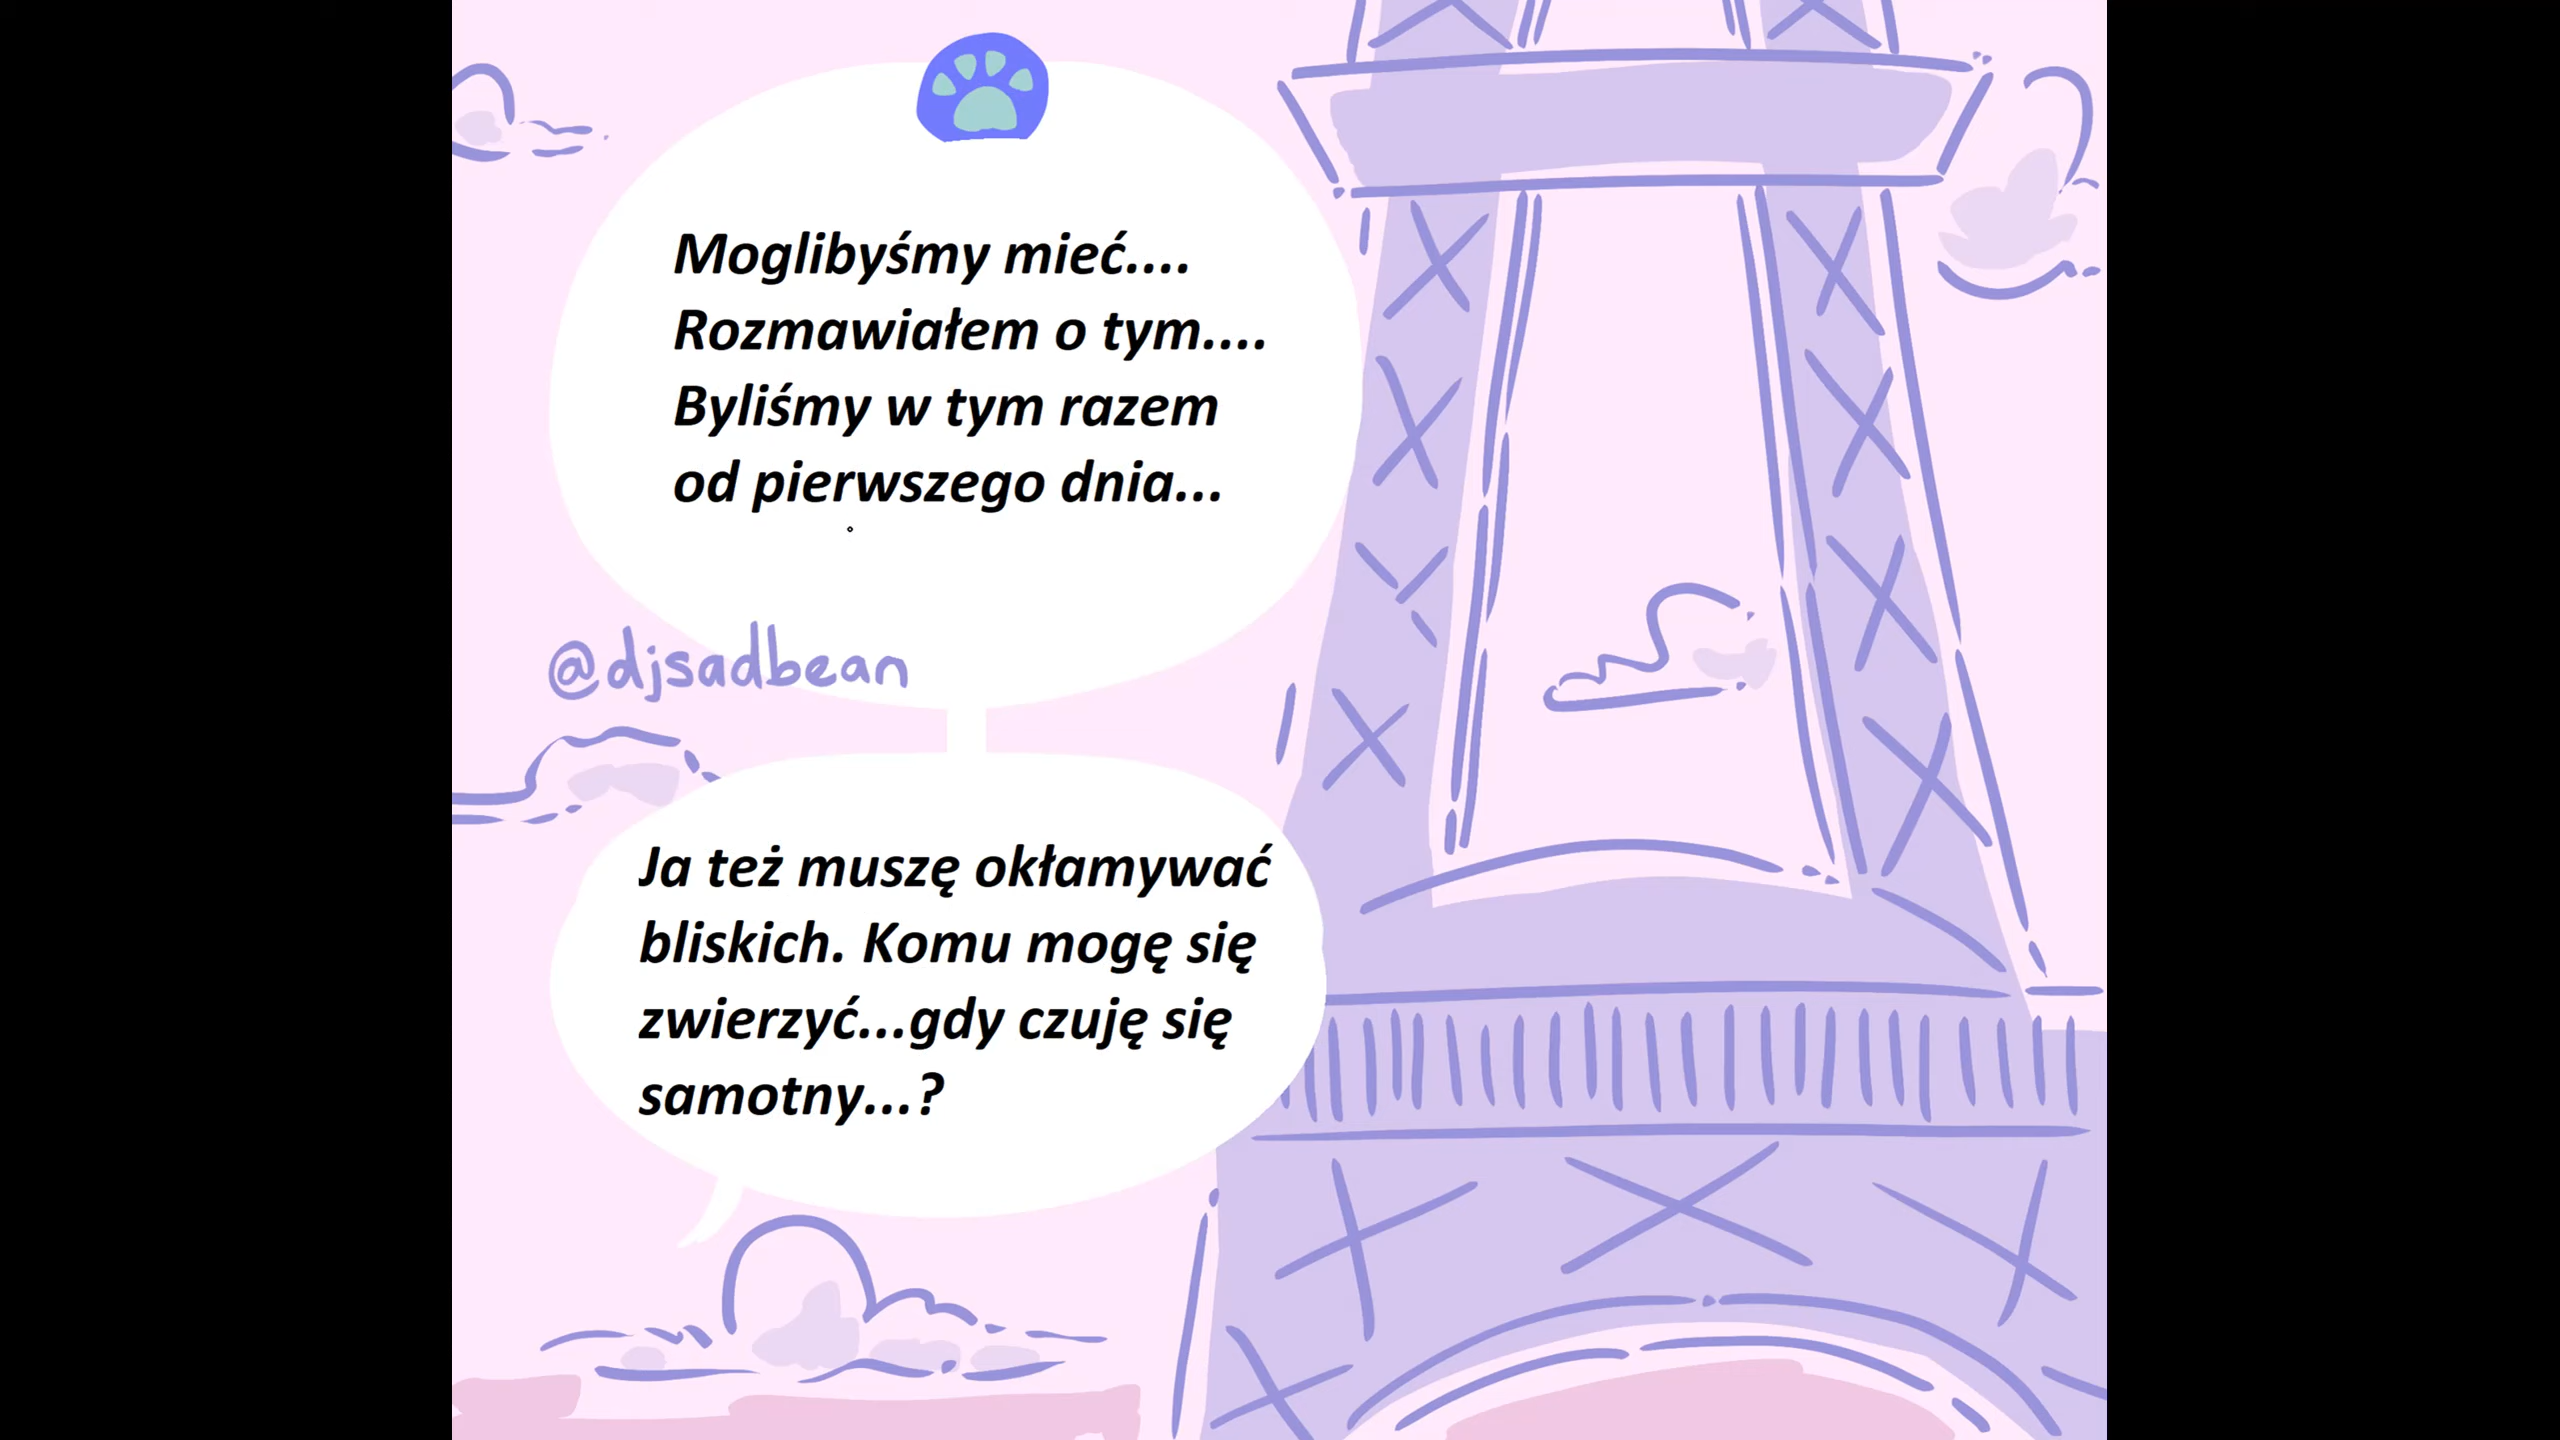 Moglibyśmy mieć....
Rozmawiałem o tym....
Byliśmy w tym razem
od pierwszego dnia...
@djsadbean
Ja też muszę okłamywać
bliskich. Komu mogę się
zwierzyć...gdy czuję się
samotny...?